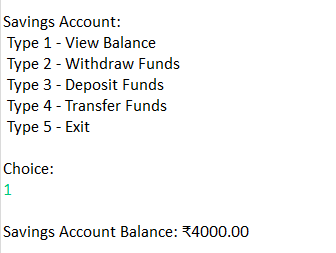 Savings Account:
Type 1 - View Balance
Type 2 - Withdraw Funds
Type 3 - Deposit Funds
Type 4 - Transfer Funds
Type 5 - Exit
Choice:
1
Savings Account Balance: ₹4000.00